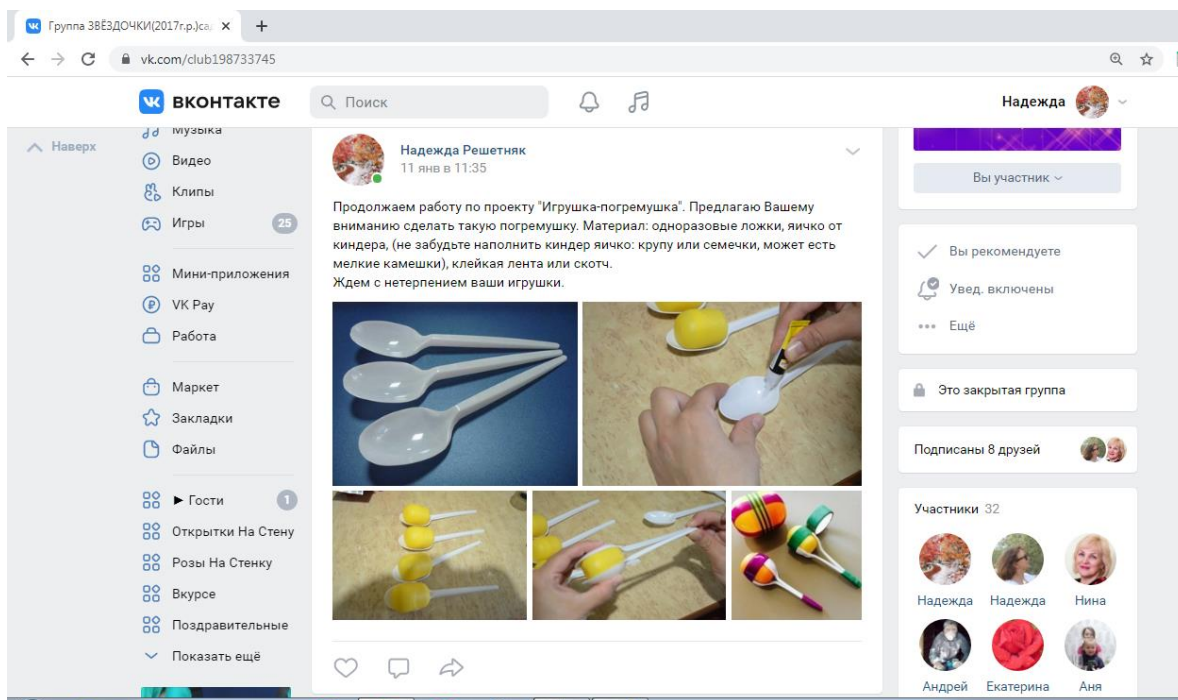 Группа ЗВЁЗДОЧКИ(2017г.р.)са
vk.com/club198733745
вконтакте
Поиск
Надежда
Наверх
Музыка
Видео
Клипы
Игры 25
Мини-приложения
VK Pay
Работа
Маркет
Закладки
Файлы
► Гости 1
Открытки На Стену
Розы На Стенку
Вкурсе
Поздравительные
Показать ещё
Надежда Решетняк
11 янв в 11:35
Продолжаем работу по проекту "Игрушка-погремушка". Предлагаю Вашему
вниманию сделать такую погремушку. Материал: одноразовые ложки, яичко от
киндера, (не забудьте наполнить киндер яичко: крупу или семечки, может есть
мелкие камешки), клейкая лента или скотч.
Ждем с нетерпением ваши игрушки.
Вы участник
Вы рекомендуете
Увед. включены
Ещё
Это закрытая группа
Подписаны 8 друзей
Участники 32
Надежда Надежда Нина
Андрей Екатерина Аня